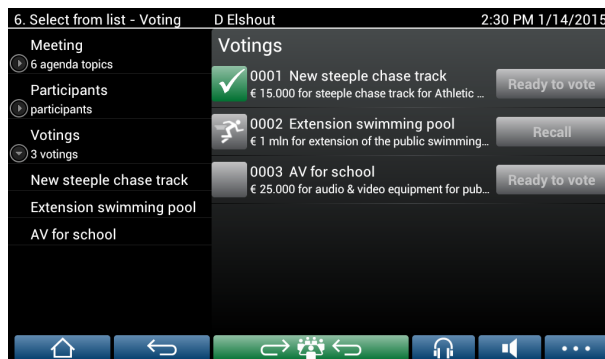 6. Select from list - Voting D Elshout 2:30 PM 1/14/2015
Meeting
6 agenda topics
Participants
participants
Votings
3 votings
New steeple chase track
Extension swimming pool
AV for school
Votings
0001 New steeple chase track
€ 15.000 for steeple chase track for Athletic ...
Ready to vote
0002 Extension swimming pool
€ 1 mln for extension of the public swimming...
Recall
0003 AV for school
€ 25.000 for audio & video equipment for pub...
Ready to vote